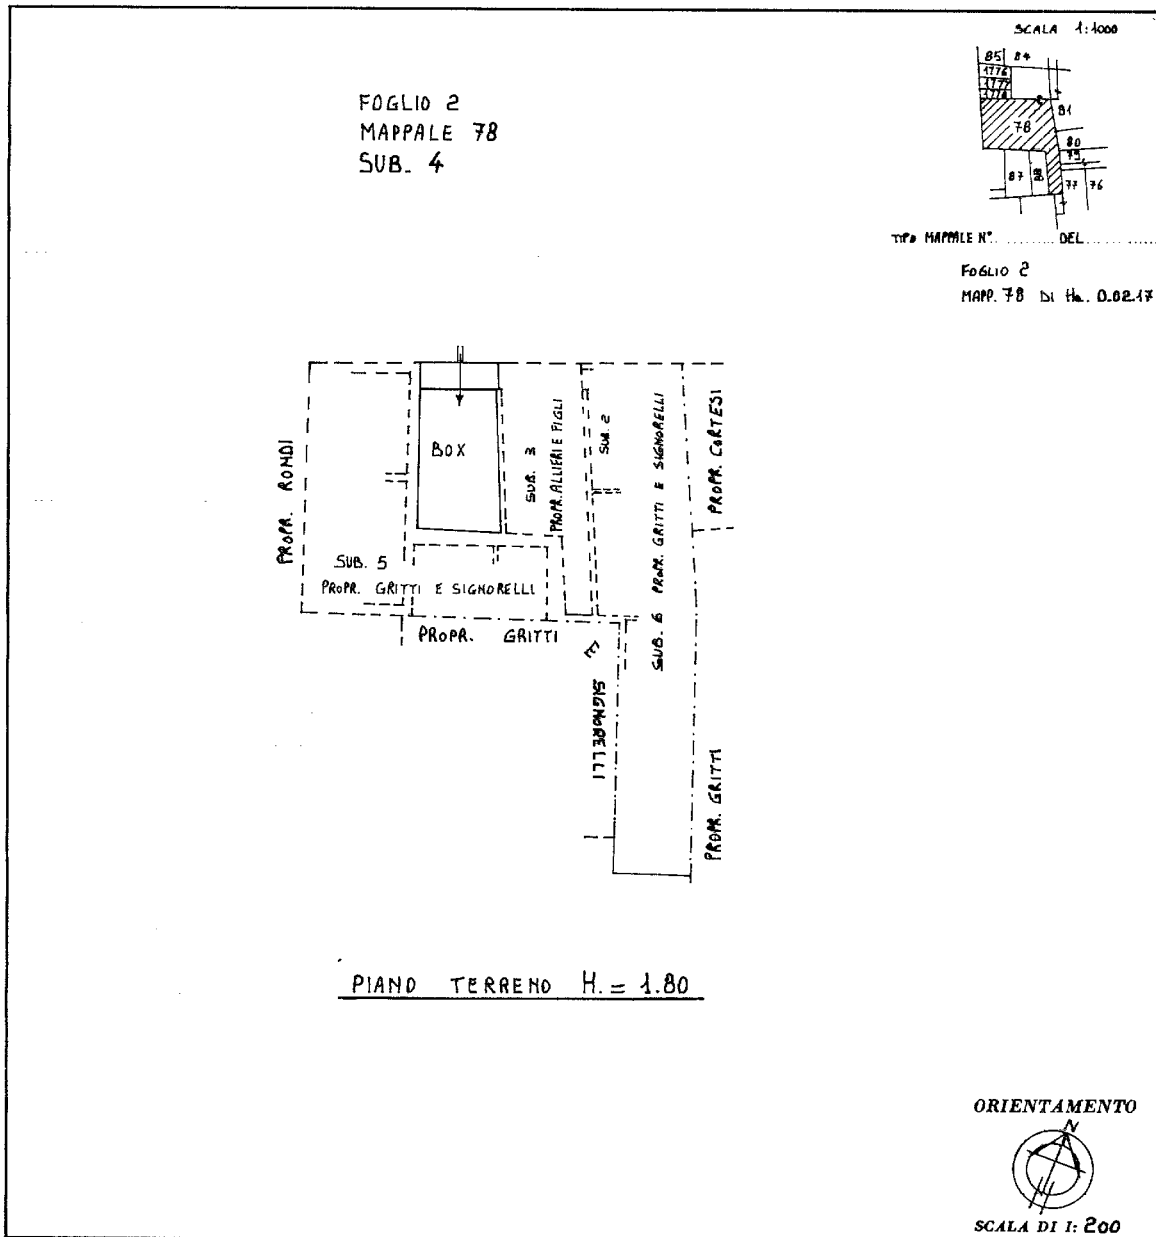 SCALA 1:1000
85 84
1776
1777
1778
81
78
80
79
87 88 77 76
TIPO MAPPALE N°. ......... DEL ............
FOGLIO 2
MAPP. 78 DI Ha. 0.02.17
FOGLIO 2
MAPPALE 78
SUB. 4
PROPR. RONDI
BOX
SUB. 3
PROPR. ALLIERI E FIGLI
SUB. 2
SUB. 6 PROPR. GRITTI E SIGNORELLI
PROPR. CORTESI
SUB. 5
PROPR. GRITTI E SIGNORELLI
PROPR. GRITTI E SIGNORELLI
PROPR. GRITTI
PIANO TERRENO H. = 1.80
ORIENTAMENTO
N
SCALA DI 1: 200